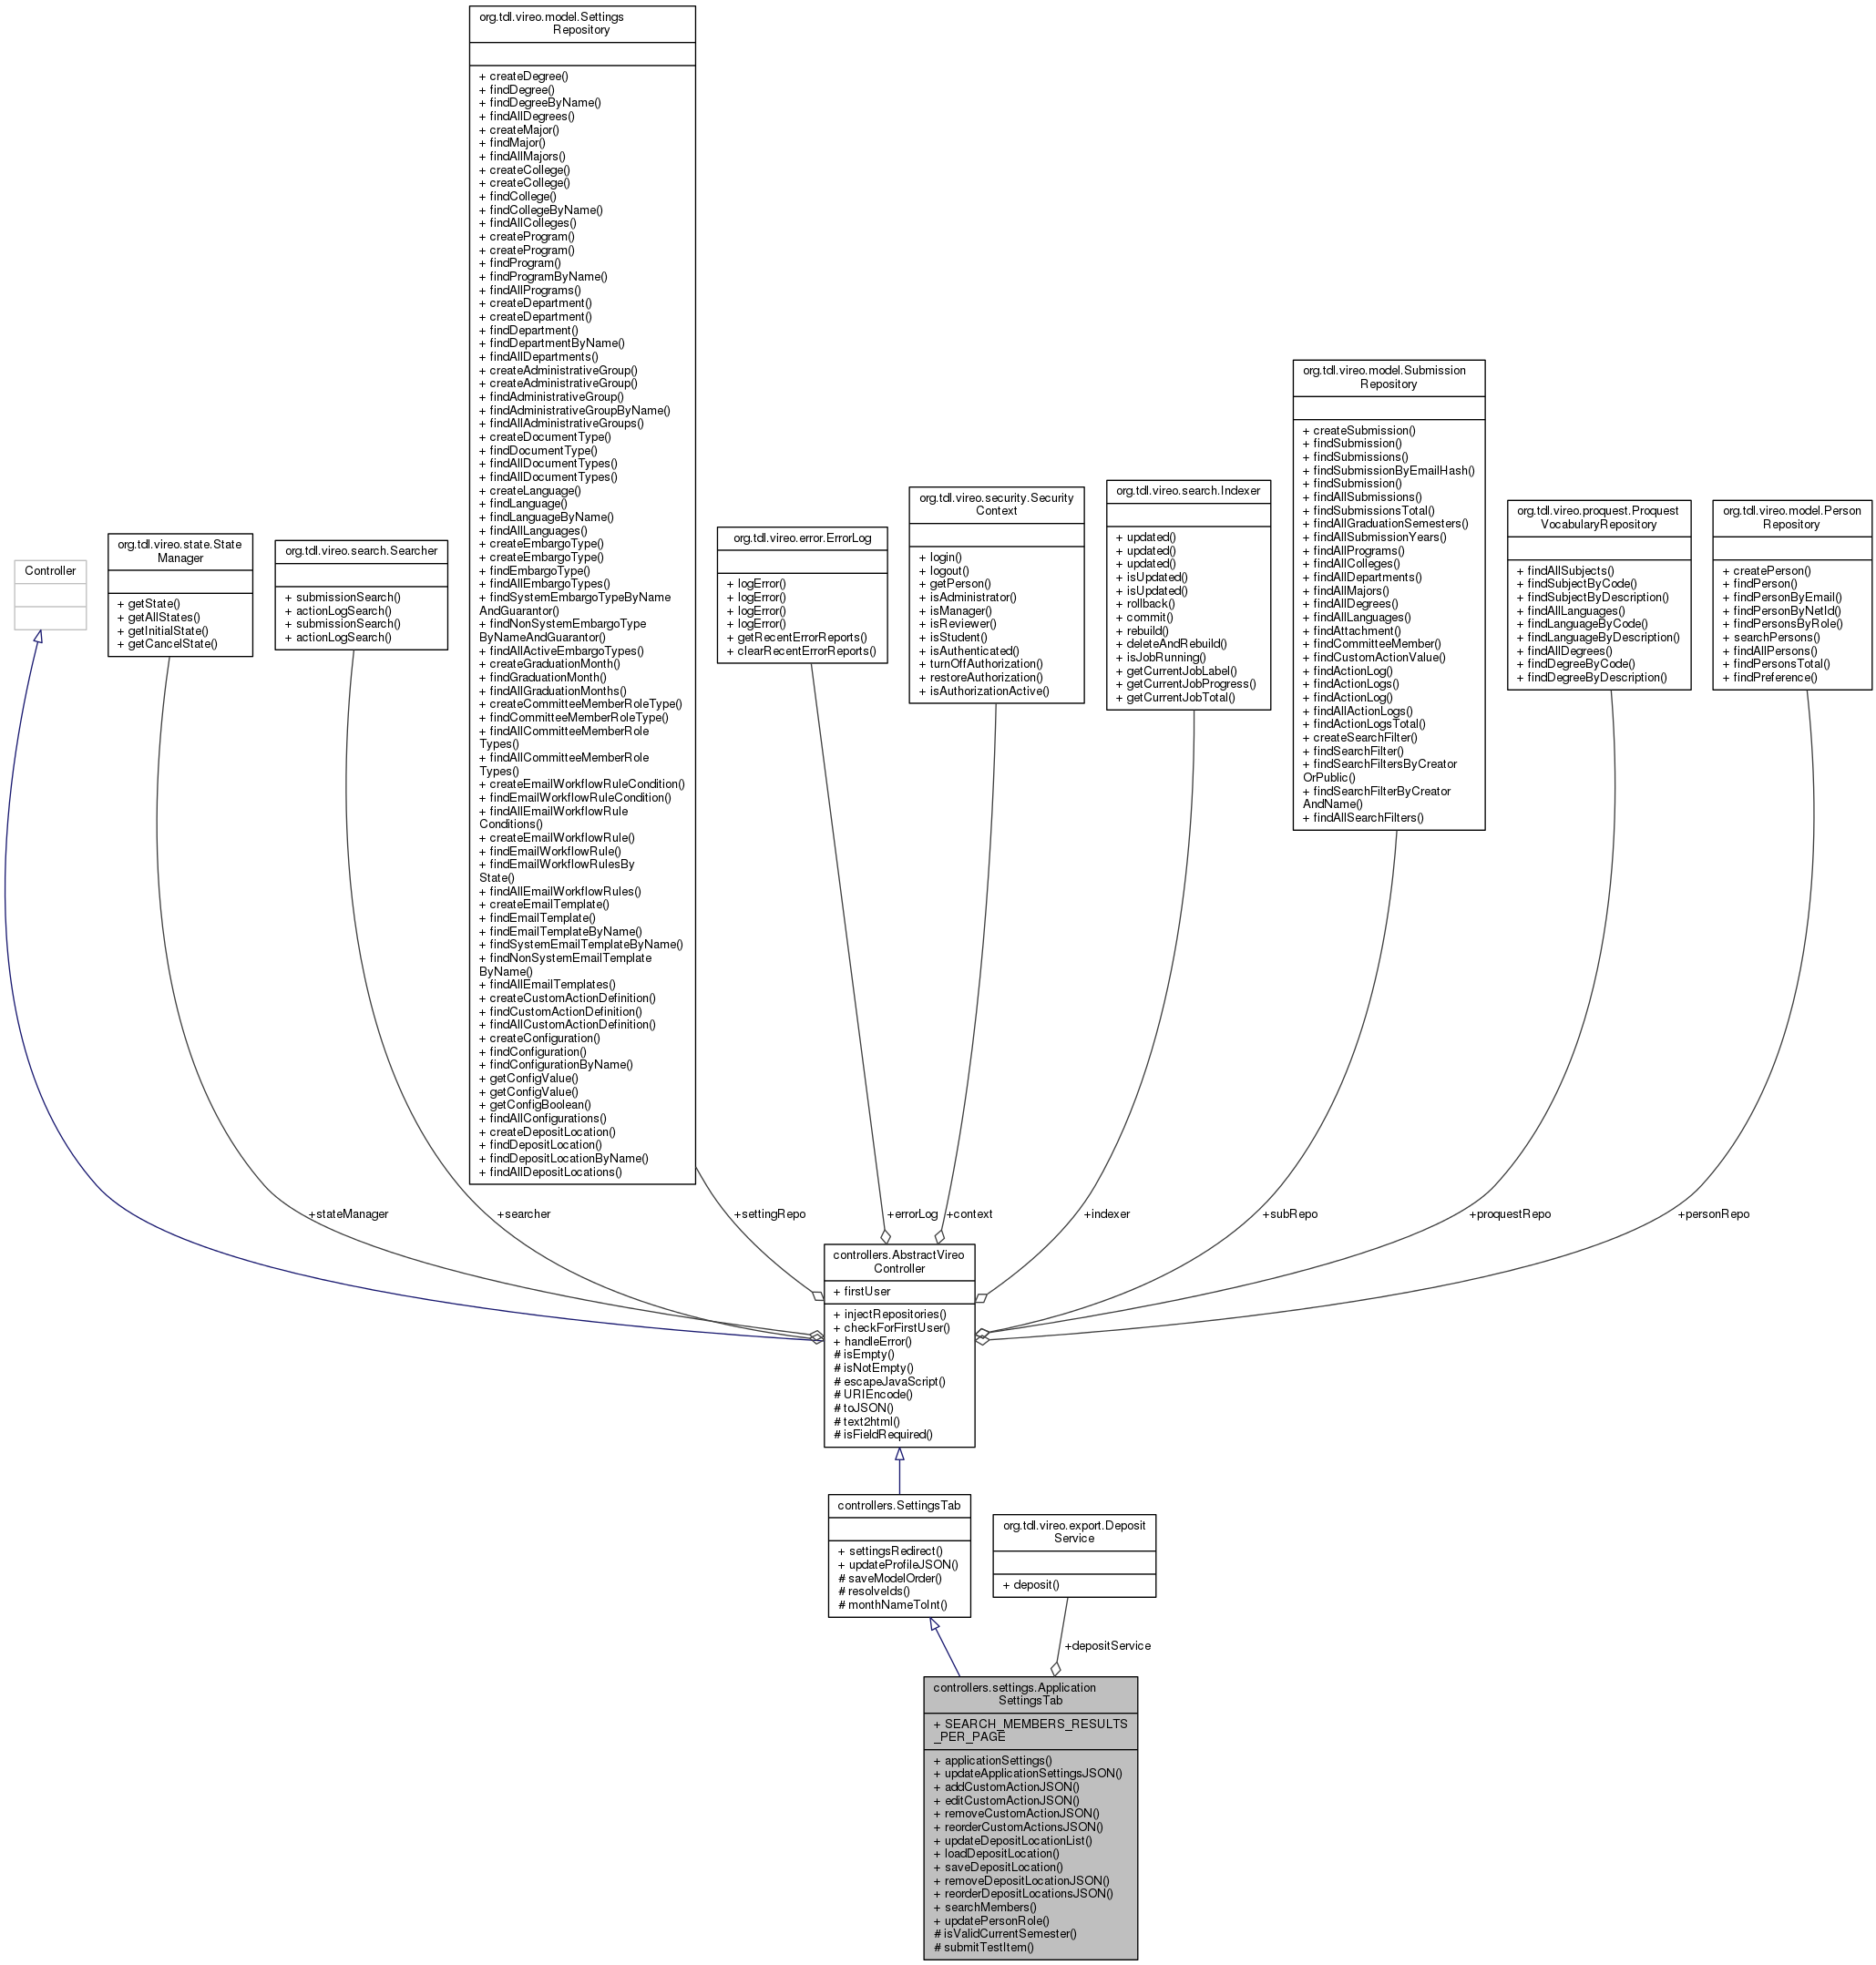 org.tdl.vireo.model.Settings
Repository
+ createDegree()
+ findDegree()
+ findDegreeByName()
+ findAllDegrees()
+ createMajor()
+ findMajor()
+ findAllMajors()
+ createCollege()
+ createCollege()
+ findCollege()
+ findCollegeByName()
+ findAllColleges()
+ createProgram()
+ createProgram()
+ findProgram()
+ findProgramByName()
+ findAllPrograms()
+ createDepartment()
+ createDepartment()
+ findDepartment()
+ findDepartmentByName()
+ findAllDepartments()
+ createAdministrativeGroup()
+ createAdministrativeGroup()
+ findAdministrativeGroup()
+ findAdministrativeGroupByName()
+ findAllAdministrativeGroups()
+ createDocumentType()
+ findDocumentType()
+ findAllDocumentTypes()
+ findAllDocumentTypes()
+ createLanguage()
+ findLanguage()
+ findLanguageByName()
+ findAllLanguages()
+ createEmbargoType()
+ createEmbargoType()
+ findEmbargoType()
+ findAllEmbargoTypes()
+ findSystemEmbargoTypeByName
AndGuarantor()
+ findNonSystemEmbargoType
ByNameAndGuarantor()
+ findAllActiveEmbargoTypes()
+ createGraduationMonth()
+ findGraduationMonth()
+ findAllGraduationMonths()
+ createCommitteeMemberRoleType()
+ findCommitteeMemberRoleType()
+ findAllCommitteeMemberRole
Types()
+ findAllCommitteeMemberRole
Types()
+ createEmailWorkflowRuleCondition()
+ findEmailWorkflowRuleCondition()
+ findAllEmailWorkflowRule
Conditions()
+ createEmailWorkflowRule()
+ findEmailWorkflowRule()
+ findEmailWorkflowRulesBy
State()
+ findAllEmailWorkflowRules()
+ createEmailTemplate()
+ findEmailTemplate()
+ findEmailTemplateByName()
+ findSystemEmailTemplateByName()
+ findNonSystemEmailTemplate
ByName()
+ findAllEmailTemplates()
+ createCustomActionDefinition()
+ findCustomActionDefinition()
+ findAllCustomActionDefinition()
+ createConfiguration()
+ findConfiguration()
+ findConfigurationByName()
+ getConfigValue()
+ getConfigValue()
+ getConfigBoolean()
+ findAllConfigurations()
+ createDepositLocation()
+ findDepositLocation()
+ findDepositLocationByName()
+ findAllDepositLocations()
Controller
org.tdl.vireo.state.State
Manager
+ getState()
+ getAllStates()
+ getInitialState()
+ getCancelState()
org.tdl.vireo.search.Searcher
+ submissionSearch()
+ actionLogSearch()
+ submissionSearch()
+ actionLogSearch()
org.tdl.vireo.error.ErrorLog
+ logError()
+ logError()
+ logError()
+ logError()
+ getRecentErrorReports()
+ clearRecentErrorReports()
org.tdl.vireo.security.Security
Context
+ login()
+ logout()
+ getPerson()
+ isAdministrator()
+ isManager()
+ isReviewer()
+ isStudent()
+ isAuthenticated()
+ turnOffAuthorization()
+ restoreAuthorization()
+ isAuthorizationActive()
org.tdl.vireo.search.Indexer
+ updated()
+ updated()
+ updated()
+ isUpdated()
+ isUpdated()
+ rollback()
+ commit()
+ rebuild()
+ deleteAndRebuild()
+ isJobRunning()
+ getCurrentJobLabel()
+ getCurrentJobProgress()
+ getCurrentJobTotal()
org.tdl.vireo.model.Submission
Repository
+ createSubmission()
+ findSubmission()
+ findSubmissions()
+ findSubmissionByEmailHash()
+ findSubmission()
+ findAllSubmissions()
+ findSubmissionsTotal()
+ findAllGraduationSemesters()
+ findAllSubmissionYears()
+ findAllPrograms()
+ findAllColleges()
+ findAllDepartments()
+ findAllMajors()
+ findAllDegrees()
+ findAllLanguages()
+ findAttachment()
+ findCommitteeMember()
+ findCustomActionValue()
+ findActionLog()
+ findActionLogs()
+ findActionLog()
+ findAllActionLogs()
+ findActionLogsTotal()
+ createSearchFilter()
+ findSearchFilter()
+ findSearchFiltersByCreator
OrPublic()
+ findSearchFilterByCreator
AndName()
+ findAllSearchFilters()
org.tdl.vireo.proquest.Proquest
VocabularyRepository
+ findAllSubjects()
+ findSubjectByCode()
+ findSubjectByDescription()
+ findAllLanguages()
+ findLanguageByCode()
+ findLanguageByDescription()
+ findAllDegrees()
+ findDegreeByCode()
+ findDegreeByDescription()
org.tdl.vireo.model.Person
Repository
+ createPerson()
+ findPerson()
+ findPersonByEmail()
+ findPersonByNetId()
+ findPersonsByRole()
+ searchPersons()
+ findAllPersons()
+ findPersonsTotal()
+ findPreference()
+stateManager
+searcher
+settingRepo
+errorLog
+context
+indexer
+subRepo
+proquestRepo
+personRepo
controllers.AbstractVireo
Controller
+ firstUser
+ injectRepositories()
+ checkForFirstUser()
+ handleError()
# isEmpty()
# isNotEmpty()
# escapeJavaScript()
# URIEncode()
# toJSON()
# text2html()
# isFieldRequired()
controllers.SettingsTab
+ settingsRedirect()
+ updateProfileJSON()
# saveModelOrder()
# resolveIds()
# monthNameToInt()
org.tdl.vireo.export.Deposit
Service
+ deposit()
+depositService
controllers.settings.Application
SettingsTab
+ SEARCH_MEMBERS_RESULTS
_PER_PAGE
+ applicationSettings()
+ updateApplicationSettingsJSON()
+ addCustomActionJSON()
+ editCustomActionJSON()
+ removeCustomActionJSON()
+ reorderCustomActionsJSON()
+ updateDepositLocationList()
+ loadDepositLocation()
+ saveDepositLocation()
+ removeDepositLocationJSON()
+ reorderDepositLocationsJSON()
+ searchMembers()
+ updatePersonRole()
# isValidCurrentSemester()
# submitTestItem()